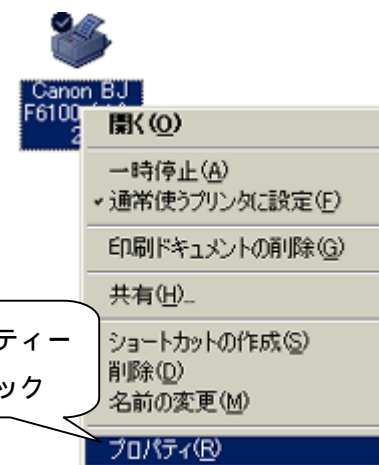 Canon BJ
F6100
2
開く(O)
一時停止(A)
通常使うプリンタに設定(F)
印刷ドキュメントの削除(G)
共有(H)...
ティー
ック
ショートカットの作成(S)
削除(D)
名前の変更(M)
プロパティ(R)